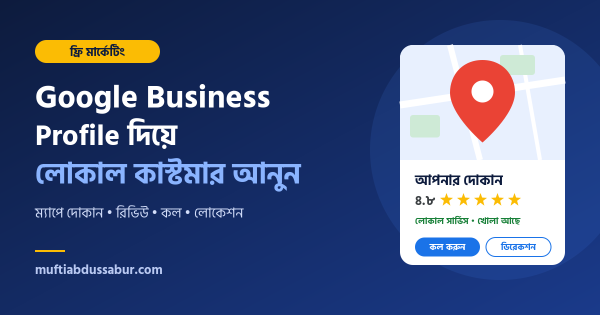 ফ্রি মার্কেটিং
Google Business
Profile দিয়ে
লোকাল কাস্টমার আনুন
ম্যাপে দোকান • রিভিউ • কল • লোকেশন
muftiabdussabur.com
আপনার দোকান
৪.৮ ★★★★★
লোকাল সার্ভিস • খোলা আছে
কল করুন
ডিরেকশন